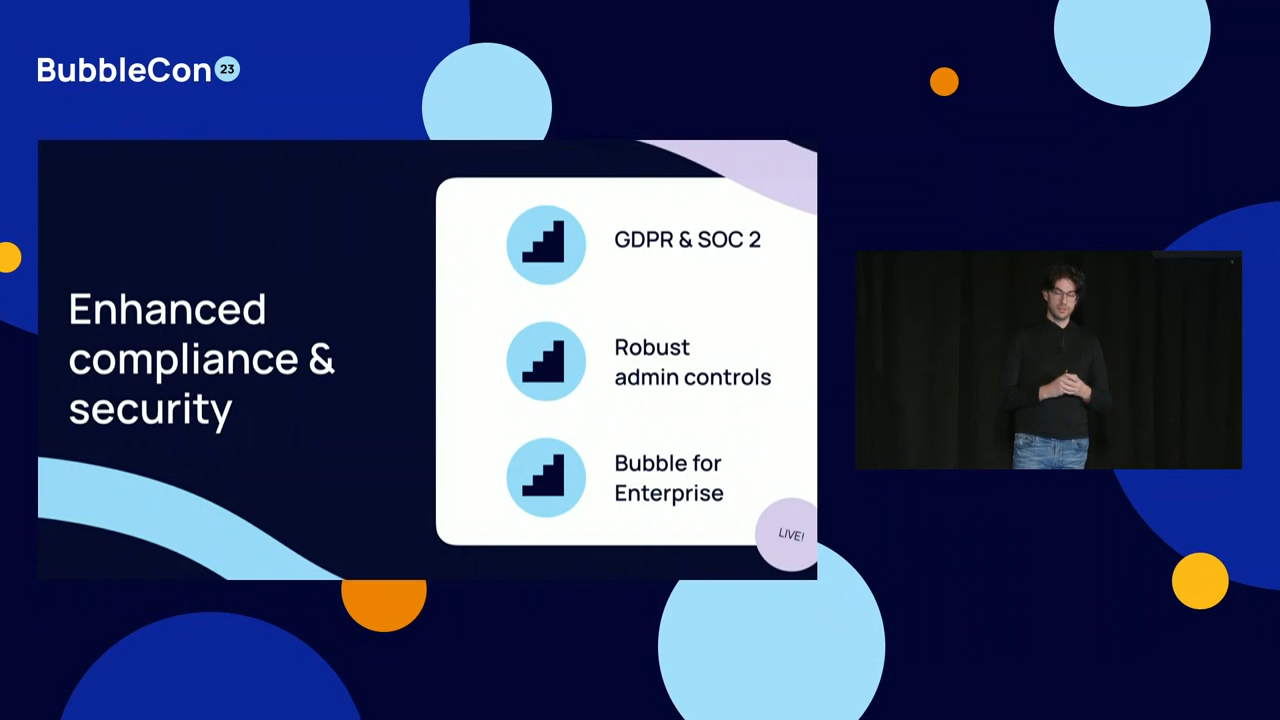 BubbleCon 23
Enhanced
compliance &
security
GDPR & SOC 2
Robust
admin controls
Bubble for
Enterprise
LIVE!